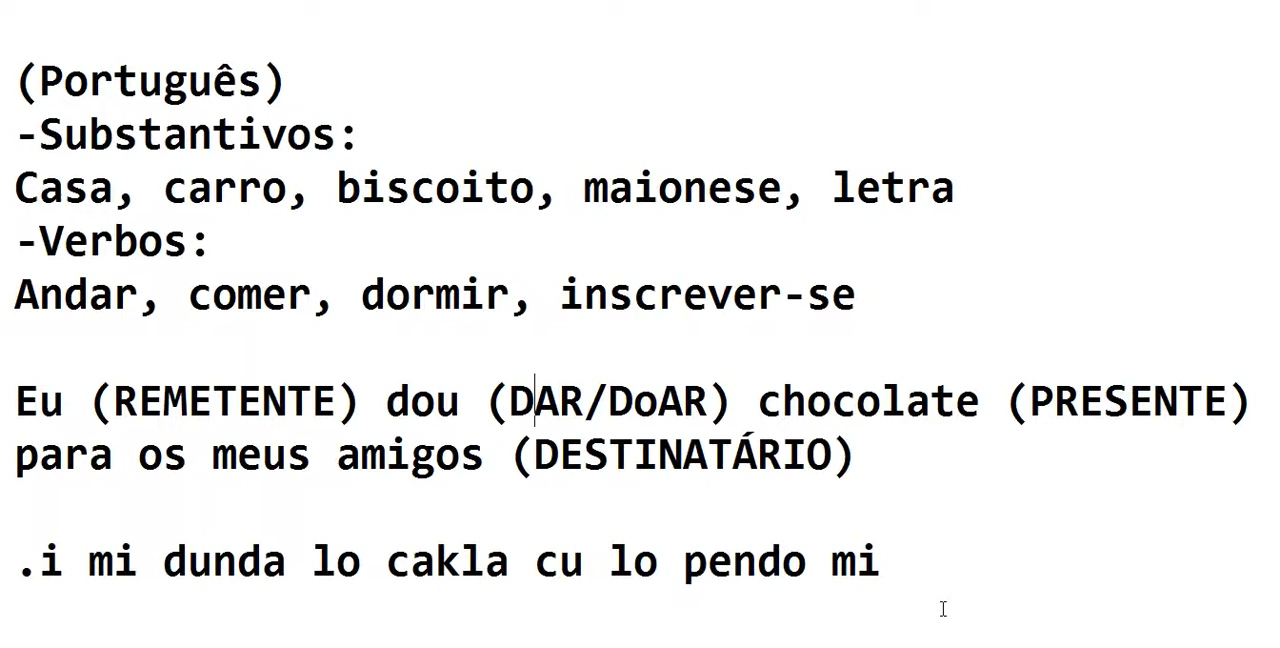 (Português)
-Substantivos:
Casa, carro, biscoito, maionese, letra
-Verbos:
Andar, comer, dormir, inscrever-se
Eu (REMETENTE) dou (DAR/DoAR) chocolate (PRESENTE)
para os meus amigos (DESTINATÁRIO)
.i mi dunda lo cakla cu lo pendo mi